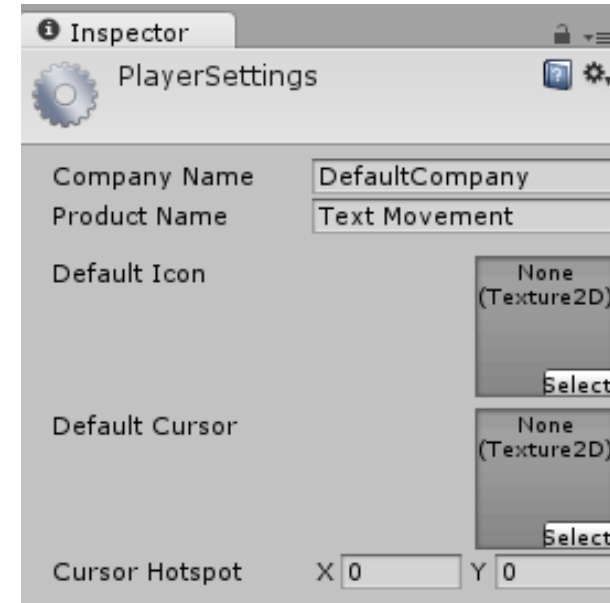 Inspector
PlayerSettings
Company Name DefaultCompany
Product Name Text Movement
Default Icon None
(Texture2D)
Select
Default Cursor None
(Texture2D)
Select
Cursor Hotspot X 0 Y 0